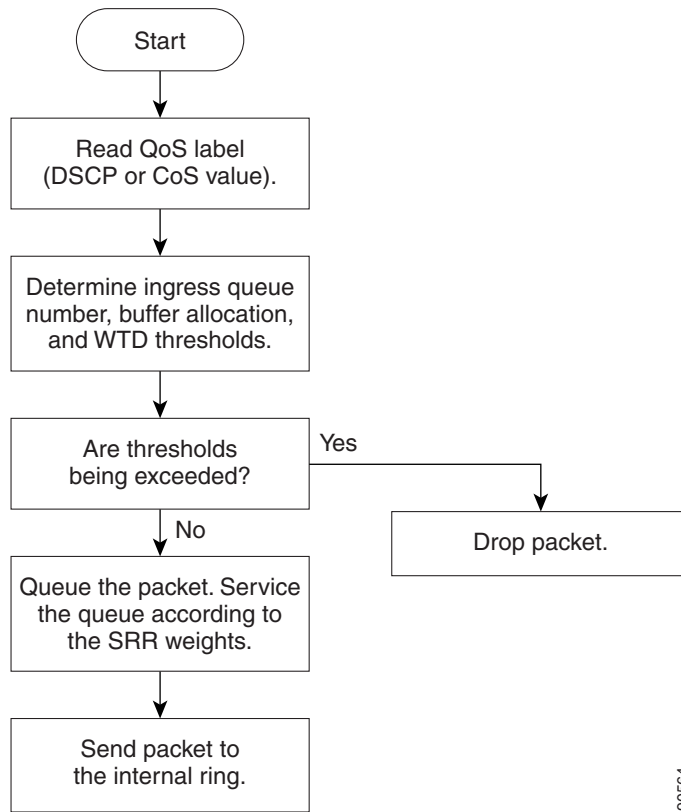 Start
Read QoS label
(DSCP or CoS value).
Determine ingress queue
number, buffer allocation,
and WTD thresholds.
Are thresholds
being exceeded?
Yes
No
Drop packet.
Queue the packet. Service
the queue according to
the SRR weights.
Send packet to
the internal ring.